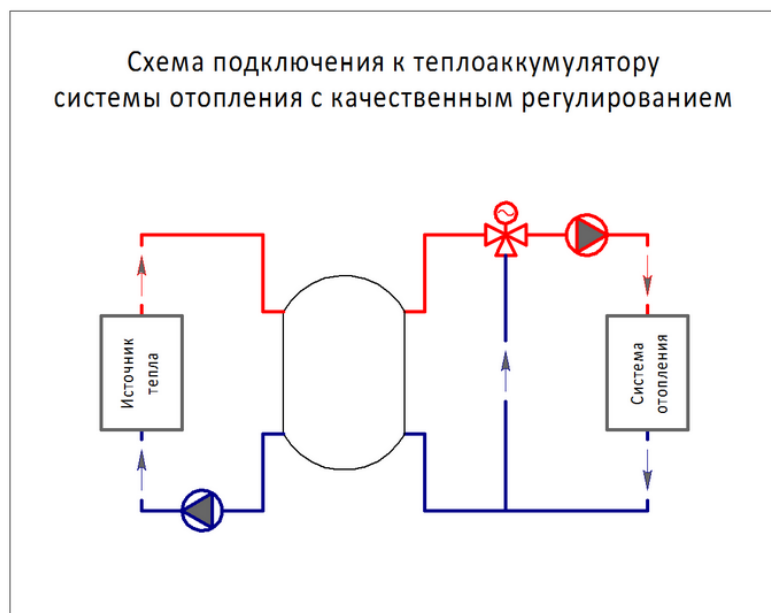 Схема подключения к теплоаккумулятору
системы отопления с качественным регулированием
Источник
тепла
Система
отопления